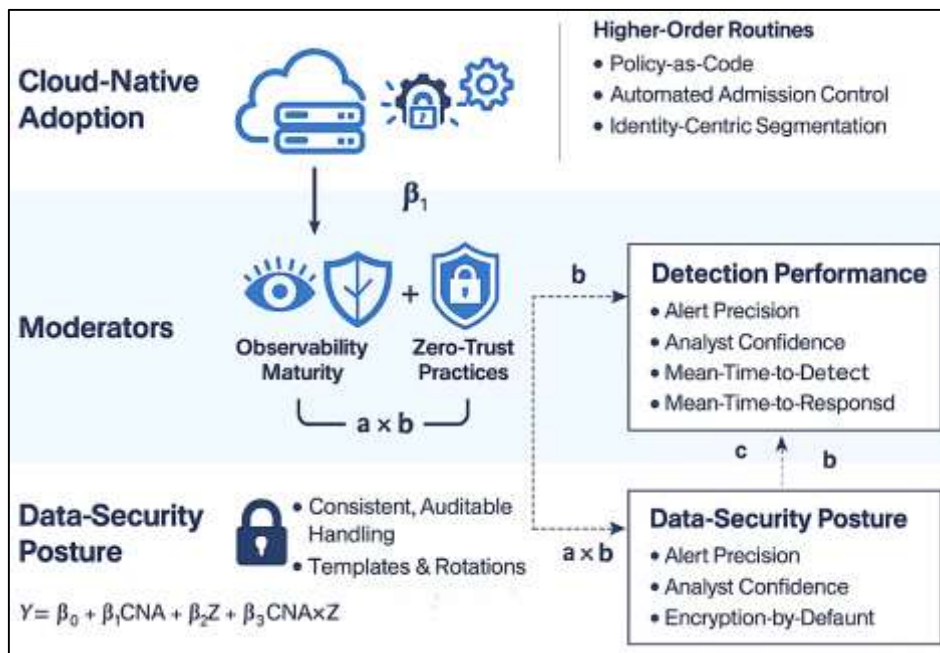 Cloud-Native
Adoption
Higher-Order Routines
• Policy-as-Code
• Automated Admission Control
• Identity-Centric Segmentation
β₁
Moderators
Observability
Maturity
+
Zero-Trust
Practices
a × b
b
Detection Performance
• Alert Precision
• Analyst Confidence
• Mean-Time-to-Detect
• Mean-Time-to-Responsd
c
b
Data-Security
Posture
• Consistent, Auditable
Handling
• Templates & Rotations
a × b
Data-Security Posture
• Alert Precision
• Analyst Confidence
• Encryption-by-Defaunt
Y = β₀ + β₁CNA + β₂Z + β₃CNA×Z